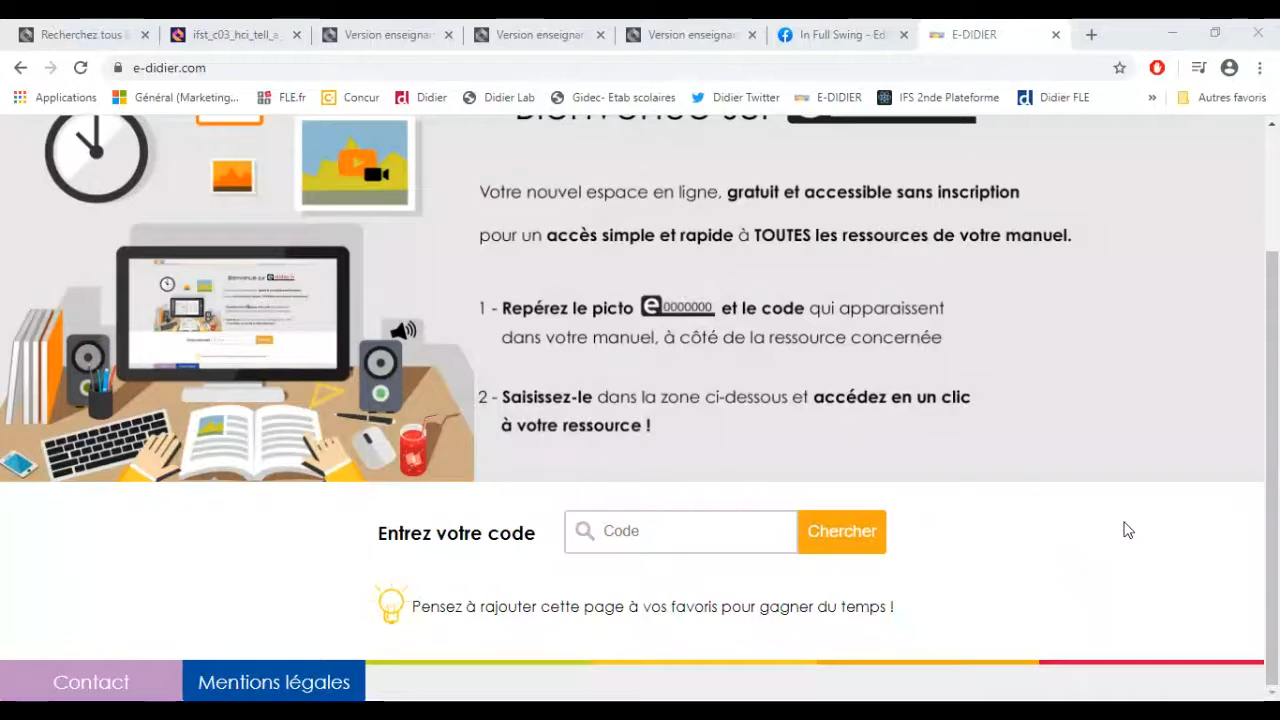 Recherchez tous
ifst_c03_hci_tell_a_
Version enseignan
Version enseignan
Version enseignan
In Full Swing - Edi
E-DIDIER
e-didier.com
Applications
Général (Marketing...
FLE.fr
Concur
Didier
Didier Lab
Gidec- Etab scolaires
Didier Twitter
E-DIDIER
IFS 2nde Plateforme
Didier FLE
»
Autres favoris
Bienvenue sur
Votre nouvel espace en ligne, gratuit et accessible sans inscription
pour un accès simple et rapide à TOUTES les ressources de votre manuel.
1 - Repérez le picto e0000000 et le code qui apparaissent
dans votre manuel, à côté de la ressource concernée
2 - Saisissez-le dans la zone ci-dessous et accédez en un clic
à votre ressource !
Entrez votre code
Code
Chercher
Pensez à rajouter cette page à vos favoris pour gagner du temps !
Contact
Mentions légales